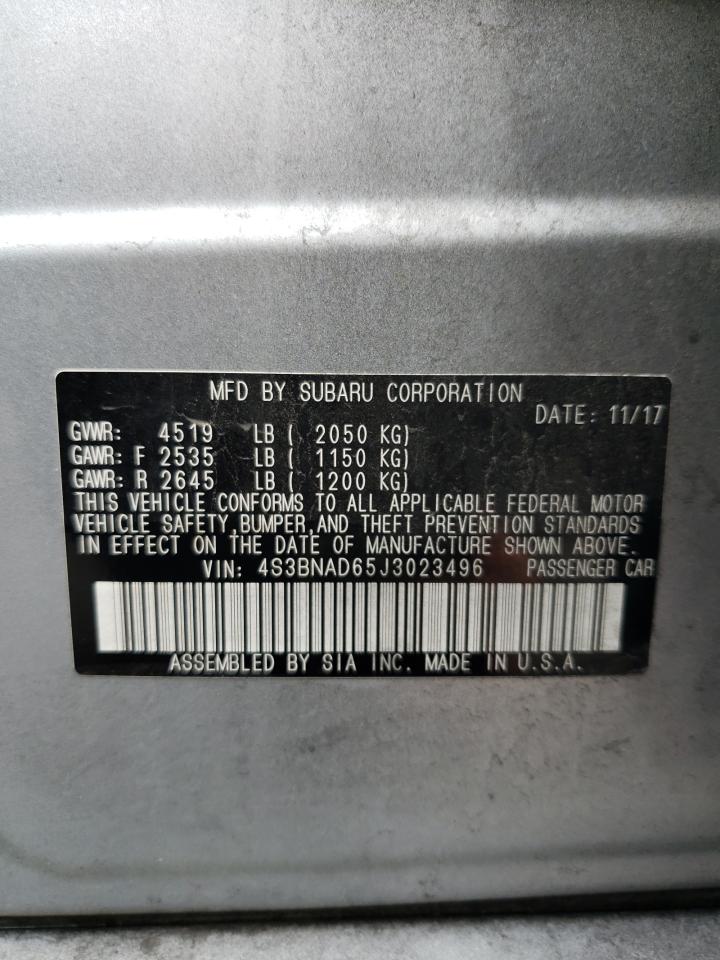 MFD BY SUBARU CORPORATION
DATE: 11/17
GVWR: 4519 LB ( 2050 KG)
GAWR: F 2535 LB ( 1150 KG)
GAWR: R 2645 LB ( 1200 KG)
THIS VEHICLE CONFORMS TO ALL APPLICABLE FEDERAL MOTOR
VEHICLE SAFETY,BUMPER,AND THEFT PREVENTION STANDARDS
IN EFFECT ON THE DATE OF MANUFACTURE SHOWN ABOVE.
VIN: 4S3BNAD65J3023496 PASSENGER CAR
ASSEMBLED BY SIA INC. MADE IN U.S.A.